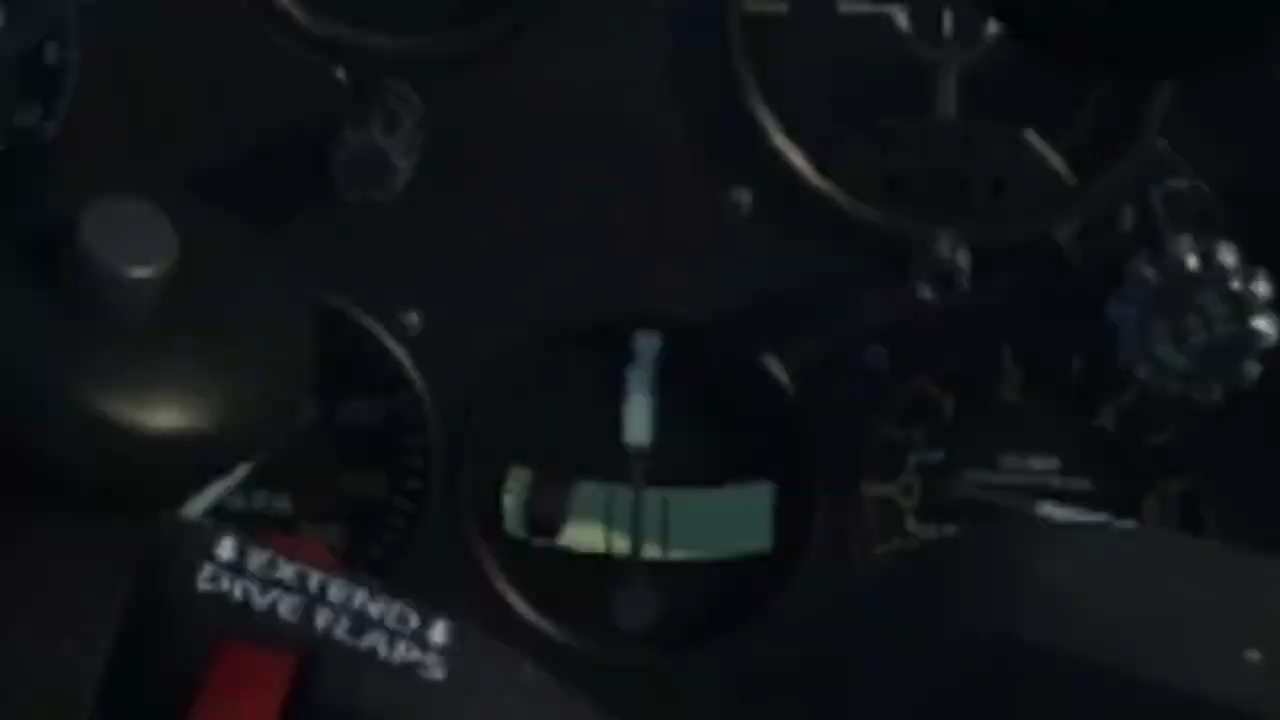 ⬇ EXTEND ⬇
DIVE FLAPS